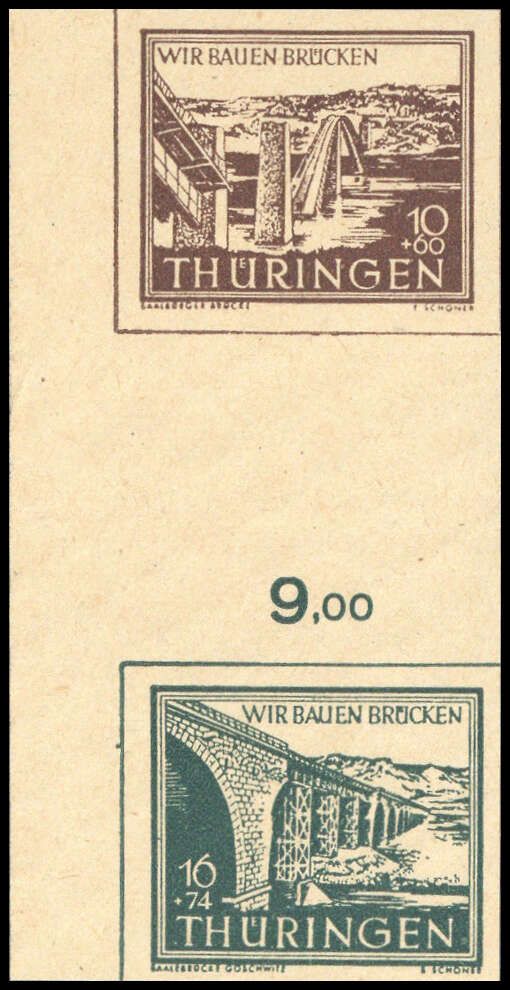 WIR BAUEN BRÜCKEN
10
+60
THÜRINGEN
E. SCHONER
9,00
WIR BAUEN BRÜCKEN
16
+74
THÜRINGEN
SAALEBRÜCKE GÖSCHWITZ E. SCHONER